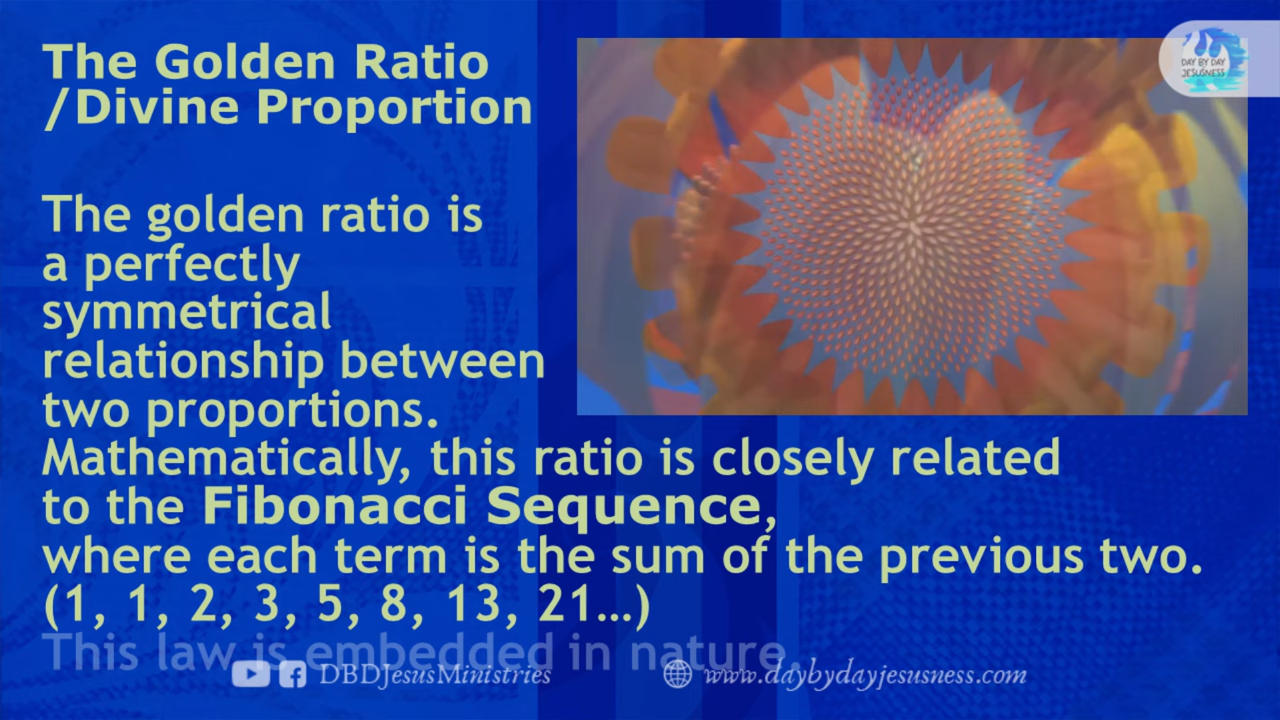 The Golden Ratio
/Divine Proportion
DAY BY DAY
JESUSNESS
The golden ratio is
a perfectly
symmetrical
relationship between
two proportions.
Mathematically, this ratio is closely related
to the Fibonacci Sequence,
where each term is the sum of the previous two.
(1, 1, 2, 3, 5, 8, 13, 21…)
This law is embedded in nature.
DBDJesusMinistries
www.daybydayjesusness.com